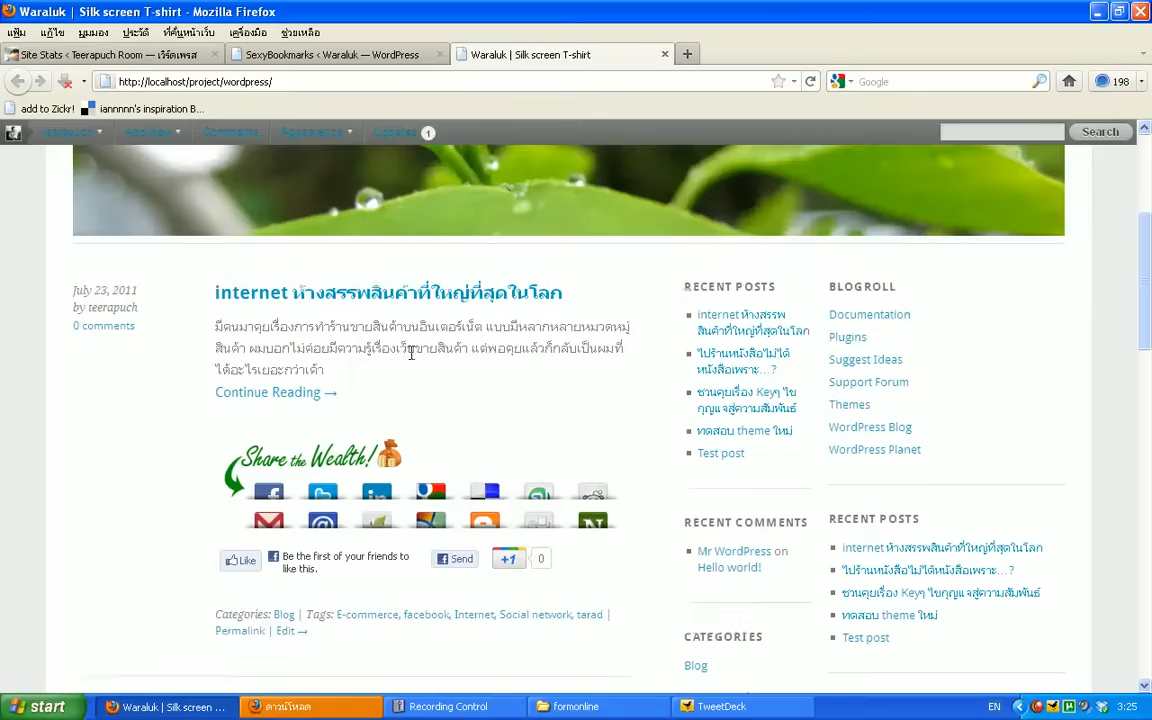 Waraluk | Silk screen T-shirt - Mozilla Firefox
แฟ้ม แก้ไข มุมมอง ประวัติ ที่คั่นหน้าเว็บ เครื่องมือ ช่วยเหลือ
Site Stats ‹ Teerapuch Room — เวิร์ดเพรส
SexyBookmarks ‹ Waraluk — WordPress
Waraluk | Silk screen T-shirt
http://localhost/project/wordpress/
Google
198
add to Zickr! iannnnn's inspiration B...
teerapuch Add New Comments Appearance Updates 1
Search
July 23, 2011
by teerapuch
0 comments
internet ห้างสรรพสินค้าที่ใหญ่ที่สุดในโลก
มีคนมาคุยเรื่องการทำร้านขายสินค้าบนอินเตอร์เน็ต แบบมีหลากหลายหมวดหมู่
สินค้า ผมบอกไม่ค่อยมีความรู้เรื่องเว็บขายสินค้า แต่พอคุยแล้วก็กลับเป็นผมที่
ได้อะไรเยอะกว่าเค้า
Continue Reading →
Share the Wealth!
Like
Be the first of your friends to
like this.
Send
+1
0
Categories: Blog | Tags: E-commerce, facebook, Internet, Social network, tarad |
Permalink | Edit →
RECENT POSTS
internet ห้างสรรพ
สินค้าที่ใหญ่ที่สุดในโลก
ไปร้านหนังสือไม่ได้
หนังสือเพราะ...?
ชวนคุยเรื่อง Keyๆ ไข
กุญแจสู่ความสัมพันธ์
ทดสอบ theme ใหม่
Test post
RECENT COMMENTS
Mr WordPress on
Hello world!
CATEGORIES
Blog
BLOGROLL
Documentation
Plugins
Suggest Ideas
Support Forum
Themes
WordPress Blog
WordPress Planet
RECENT POSTS
internet ห้างสรรพสินค้าที่ใหญ่ที่สุดในโลก
ไปร้านหนังสือไม่ได้หนังสือเพราะ...?
ชวนคุยเรื่อง Keyๆ ไขกุญแจสู่ความสัมพันธ์
ทดสอบ theme ใหม่
Test post
start
Waraluk | Silk screen ...
ดาวน์โหลด
Recording Control
formonline
TweetDeck
EN
3:25